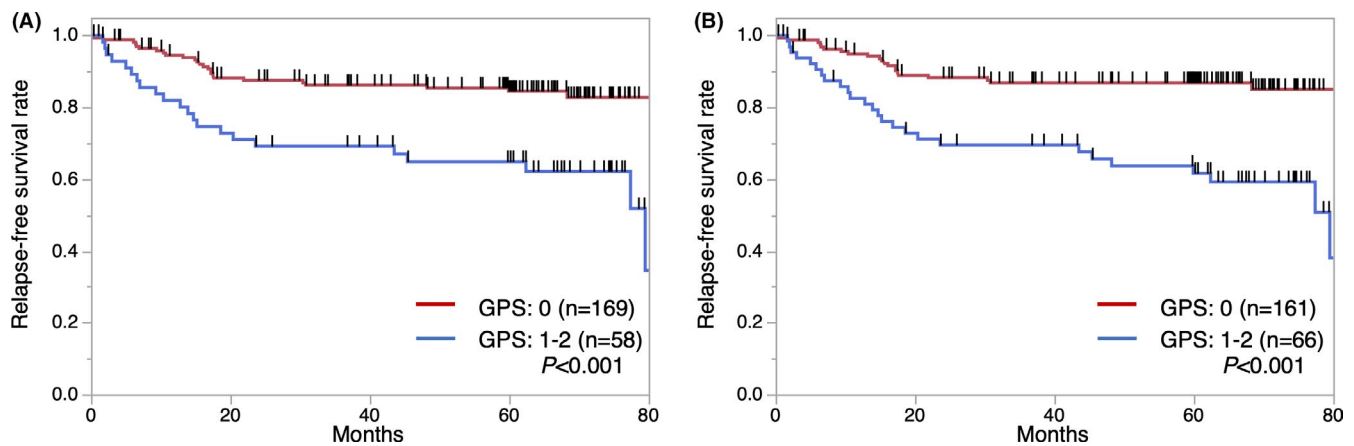 (A)
Relapse-free survival rate
1.0
0.8
0.6
0.4
0.2
0.0
GPS: 0 (n=169)
GPS: 1-2 (n=58)
P<0.001
0 20 40 60 80
Months
(B)
Relapse-free survival rate
1.0
0.8
0.6
0.4
0.2
0.0
GPS: 0 (n=161)
GPS: 1-2 (n=66)
P<0.001
0 20 40 60 80
Months